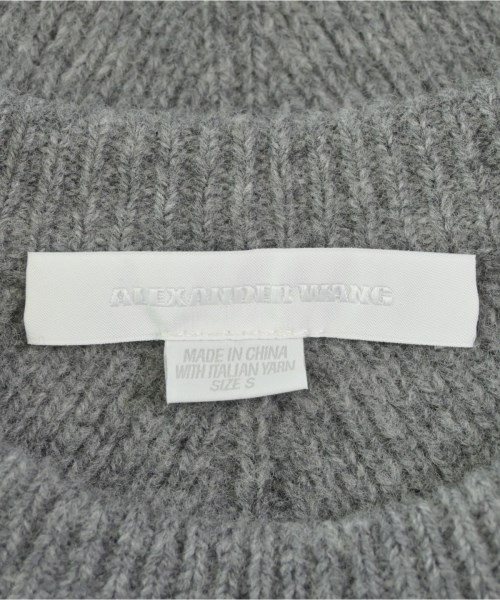 ALEXANDER WANG
MADE IN CHINA
WITH ITALIAN YARN
SIZE S